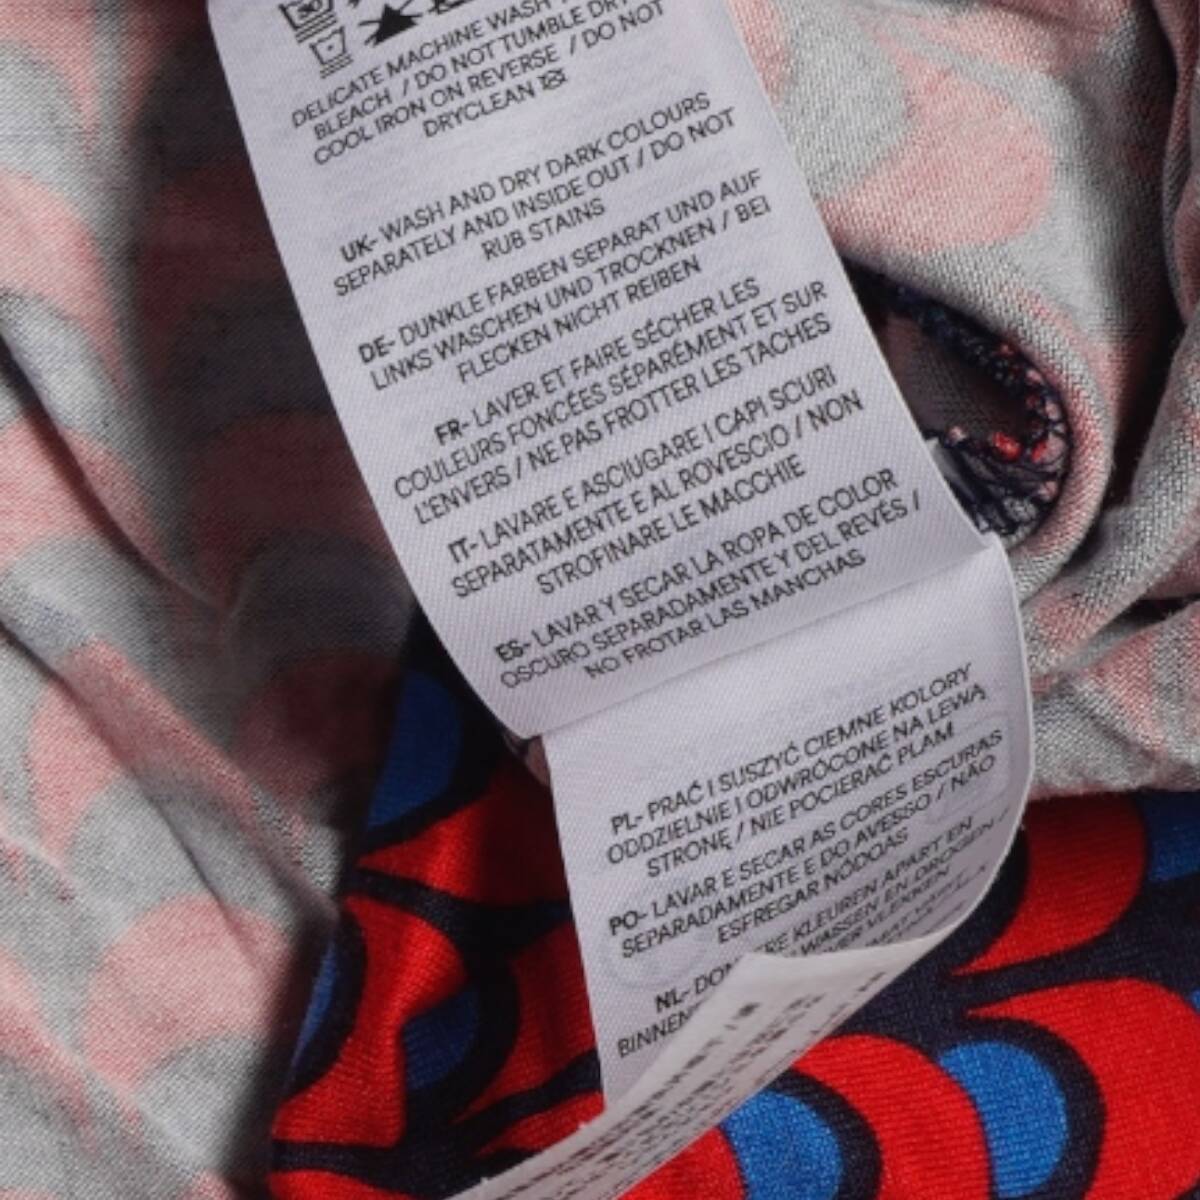 30
DELICATE MACHINE WASH
BLEACH / DO NOT TUMBLE DRY
COOL IRON ON REVERSE / DO NOT
DRYCLEAN
UK- WASH AND DRY DARK COLOURS
SEPARATELY AND INSIDE OUT / DO NOT
RUB STAINS
DE- DUNKLE FARBEN SEPARAT UND AUF
LINKS WASCHEN UND TROCKNEN / BEI
FLECKEN NICHT REIBEN
FR- LAVER ET FAIRE SÉCHER LES
COULEURS FONCÉES SÉPARÉMENT ET SUR
L'ENVERS / NE PAS FROTTER LES TACHES
IT- LAVARE E ASCIUGARE I CAPI SCURI
SEPARATAMENTE E AL ROVESCIO / NON
STROFINARE LE MACCHIE
ES- LAVAR Y SECAR LA ROPA DE COLOR
OSCURO SEPARADAMENTE Y DEL REVÉS /
NO FROTAR LAS MANCHAS
PL- PRAĆ I SUSZYĆ CIEMNE KOLORY
ODDZIELNIE I ODWRÓCONE NA LEWĄ
STRONĘ / NIE POCIERAĆ PLAM
PO- LAVAR E SECAR AS CORES ESCURAS
SEPARADAMENTE E DO AVESSO / NÃO
ESFREGAR NÓDOAS
NL- KLEUREN APART EN
WASSEN EN DROGEN /